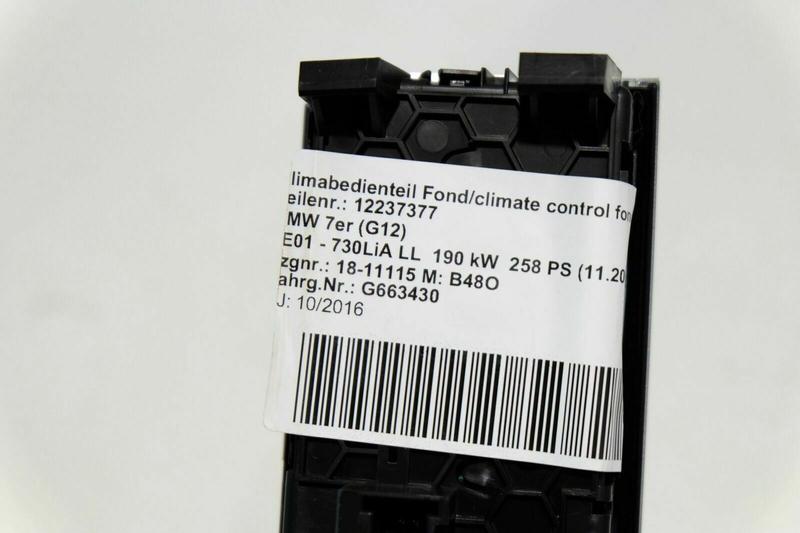 limabedienteil Fond/climate control fon
eilenr.: 12237377
MW 7er (G12)
E01 - 730LiA LL 190 kW 258 PS (11.20
zgnr.: 18-11115 M: B48O
ahrg.Nr.: G663430
J: 10/2016